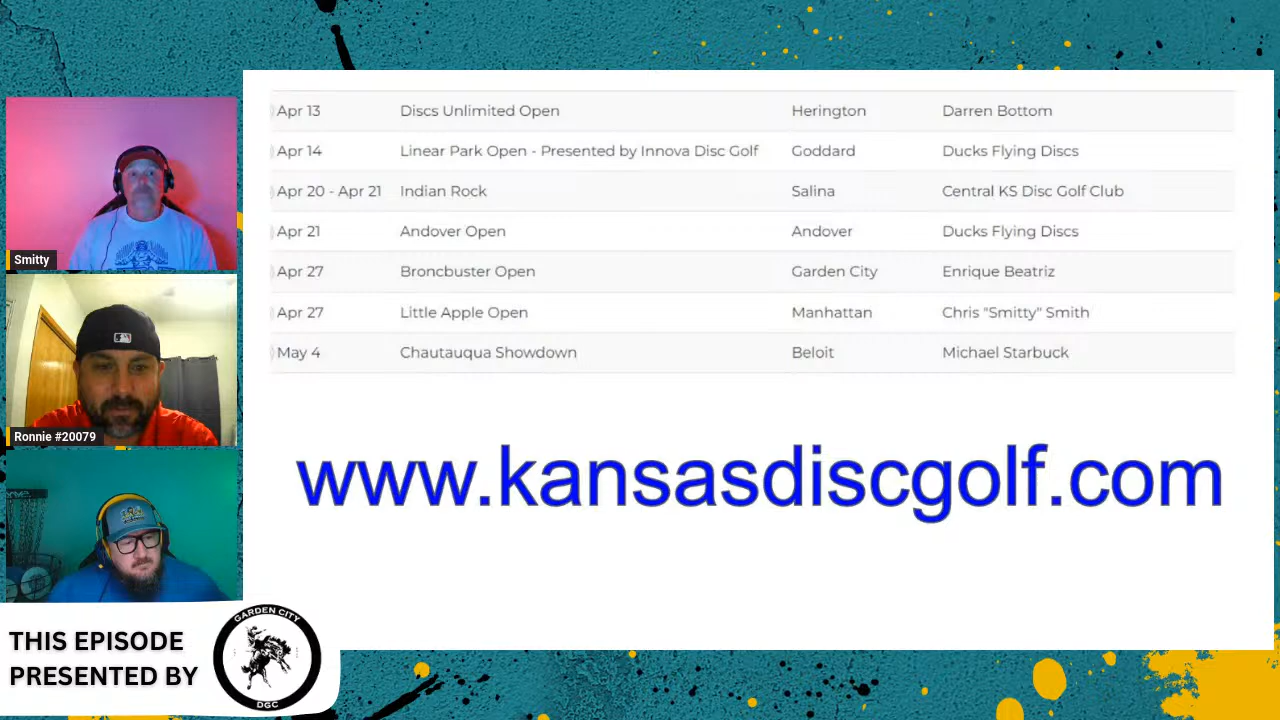 Apr 13 Discs Unlimited Open Herington Darren Bottom
Apr 14 Linear Park Open - Presented by Innova Disc Golf Goddard Ducks Flying Discs
Apr 20 - Apr 21 Indian Rock Salina Central KS Disc Golf Club
Apr 21 Andover Open Andover Ducks Flying Discs
Apr 27 Broncbuster Open Garden City Enrique Beatriz
Apr 27 Little Apple Open Manhattan Chris "Smitty" Smith
May 4 Chautauqua Showdown Beloit Michael Starbuck
www.kansasdiscgolf.com
Smitty
Ronnie #20079
THIS EPISODE
PRESENTED BY
GARDEN CITY
DGC